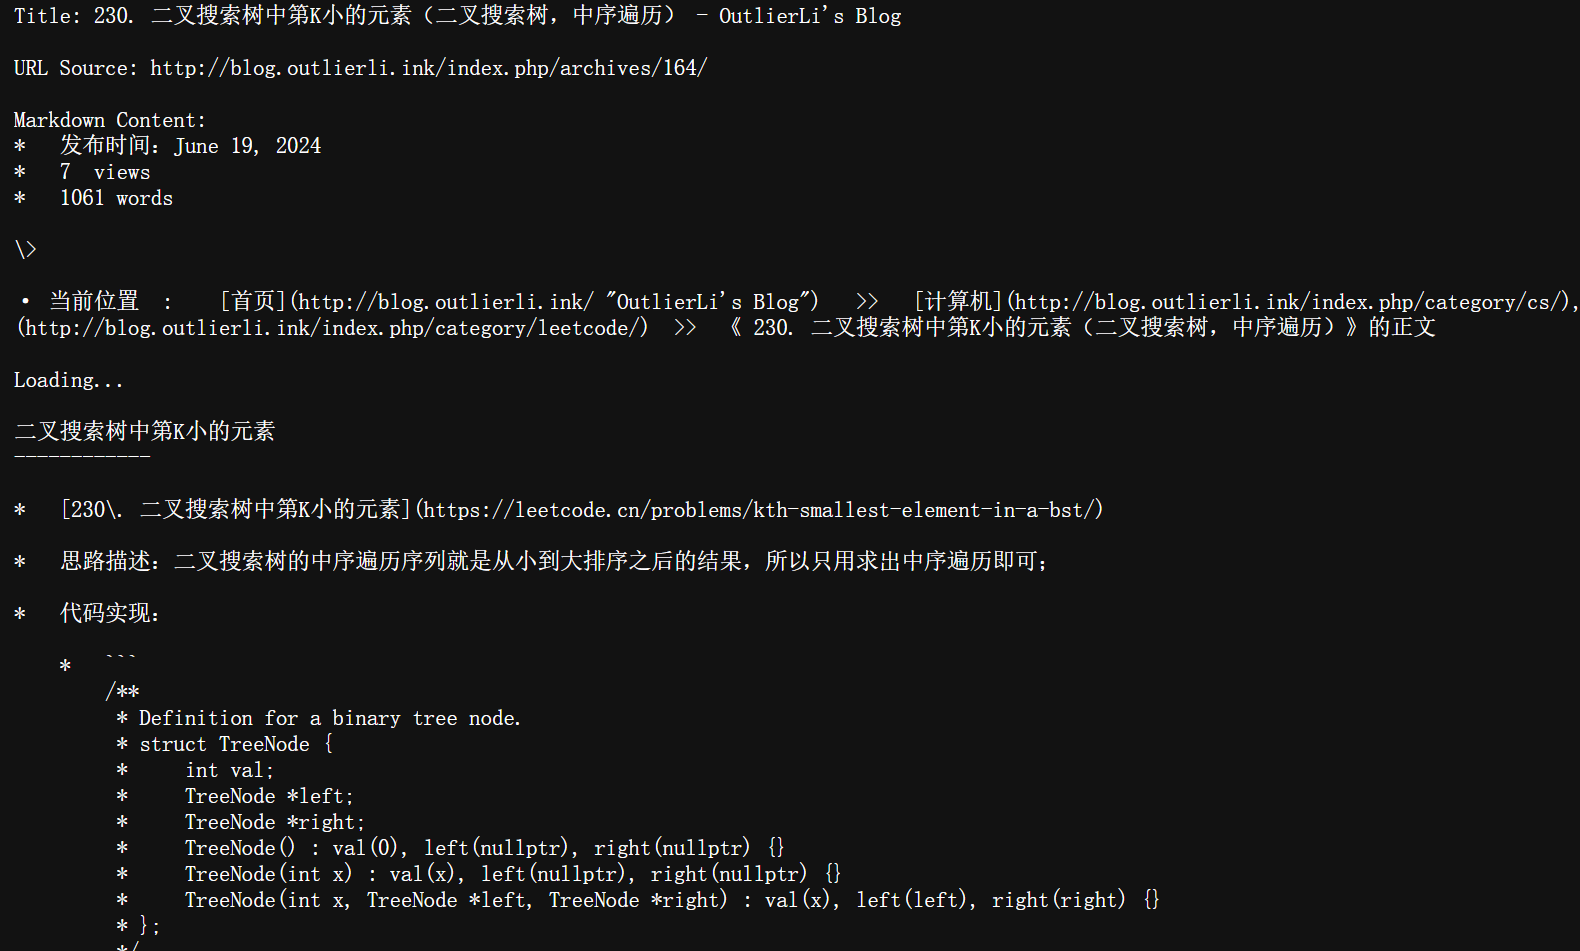 Title: 230. 二叉搜索树中第K小的元素（二叉搜索树，中序遍历） - OutlierLi's Blog
URL Source: http://blog.outlierli.ink/index.php/archives/164/
Markdown Content:
*   发布时间：June 19, 2024
*   7  views
*   1061 words
\>
• 当前位置  ：   [首页](http://blog.outlierli.ink/ "OutlierLi's Blog")   >>   [计算机](http://blog.outlierli.ink/index.php/category/cs/),
(http://blog.outlierli.ink/index.php/category/leetcode/)  >>  《 230. 二叉搜索树中第K小的元素（二叉搜索树，中序遍历）》的正文
Loading...
二叉搜索树中第K小的元素
------------
*   [230\. 二叉搜索树中第K小的元素](https://leetcode.cn/problems/kth-smallest-element-in-a-bst/)
*   思路描述：二叉搜索树的中序遍历序列就是从小到大排序之后的结果，所以只用求出中序遍历即可；
*   代码实现：
*   ```
/**
* Definition for a binary tree node.
* struct TreeNode {
*     int val;
*     TreeNode *left;
*     TreeNode *right;
*     TreeNode() : val(0), left(nullptr), right(nullptr) {}
*     TreeNode(int x) : val(x), left(nullptr), right(nullptr) {}
*     TreeNode(int x, TreeNode *left, TreeNode *right) : val(x), left(left), right(right) {}
* };
*/